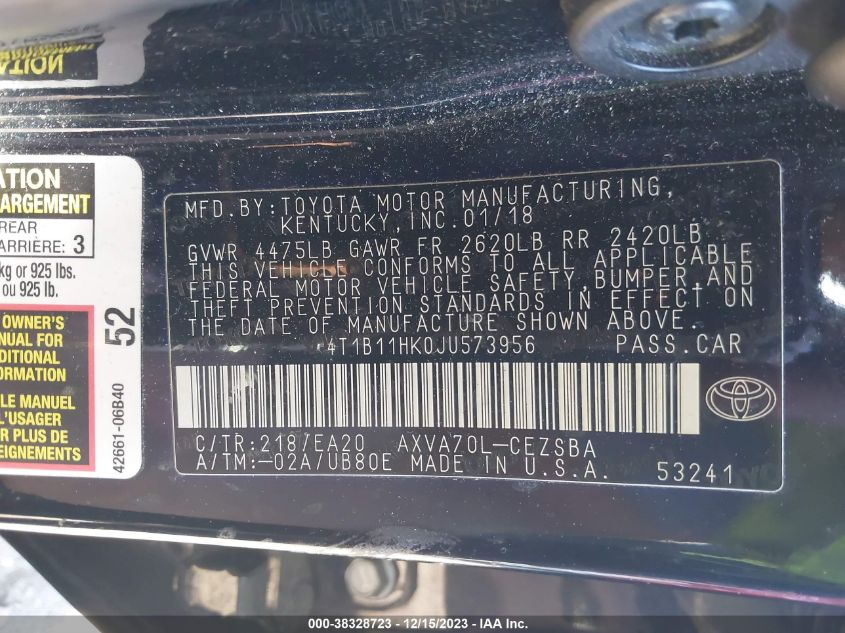 NOITA
ATION
ARGEMENT
REAR
ARRIÈRE: 3
kg or 925 lbs.
ou 925 lb.
OWNER'S
NUAL FOR
DITIONAL
ORMATION
LE MANUEL
L'USAGER
R PLUS DE
SEIGNEMENTS
52
42661-06B40
MFD.BY:TOYOTA MOTOR MANUFACTURING,
KENTUCKY,INC.01/18
GVWR 4475LB GAWR FR 2620LB RR 2420LB
THIS VEHICLE CONFORMS TO ALL APPLICABLE
FEDERAL MOTOR VEHICLE SAFETY,BUMPER,AND
THEFT PREVENTION STANDARDS IN EFFECT ON
THE DATE OF MANUFACTURE SHOWN ABOVE.
4T1B11HK0JU573956 PASS.CAR
C/TR:218/EA20 AXVA70L-CEZSBA
A/TM:-02A/UB80E MADE IN U.S.A. 53241
000-38328723 - 12/15/2023 - IAA Inc.